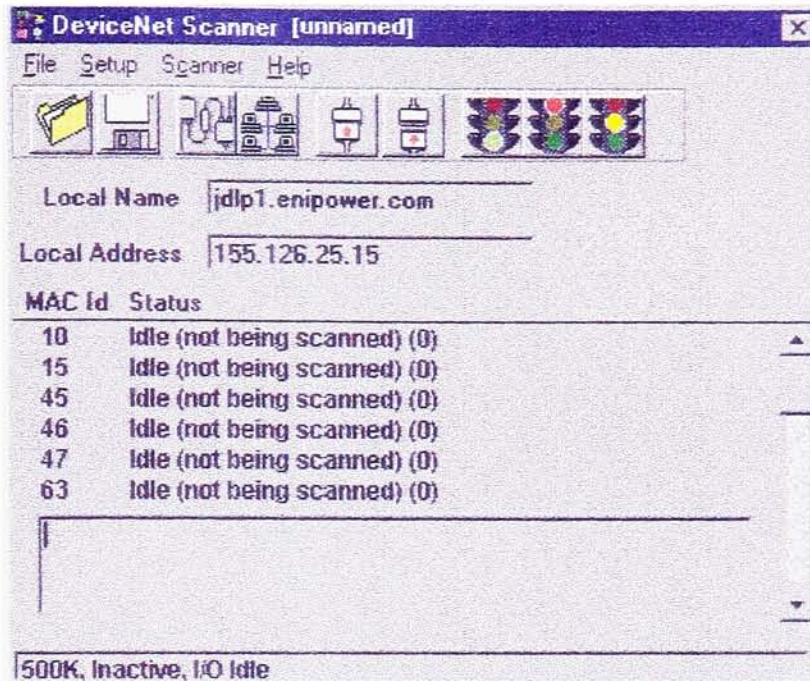 DeviceNet Scanner [unnamed]
File Setup Scanner Help
Local Name jdlp1.enipower.com
Local Address 155.126.25.15
MAC Id Status
10 Idle (not being scanned) (0)
15 Idle (not being scanned) (0)
45 Idle (not being scanned) (0)
46 Idle (not being scanned) (0)
47 Idle (not being scanned) (0)
63 Idle (not being scanned) (0)
500K, Inactive, I/O Idle